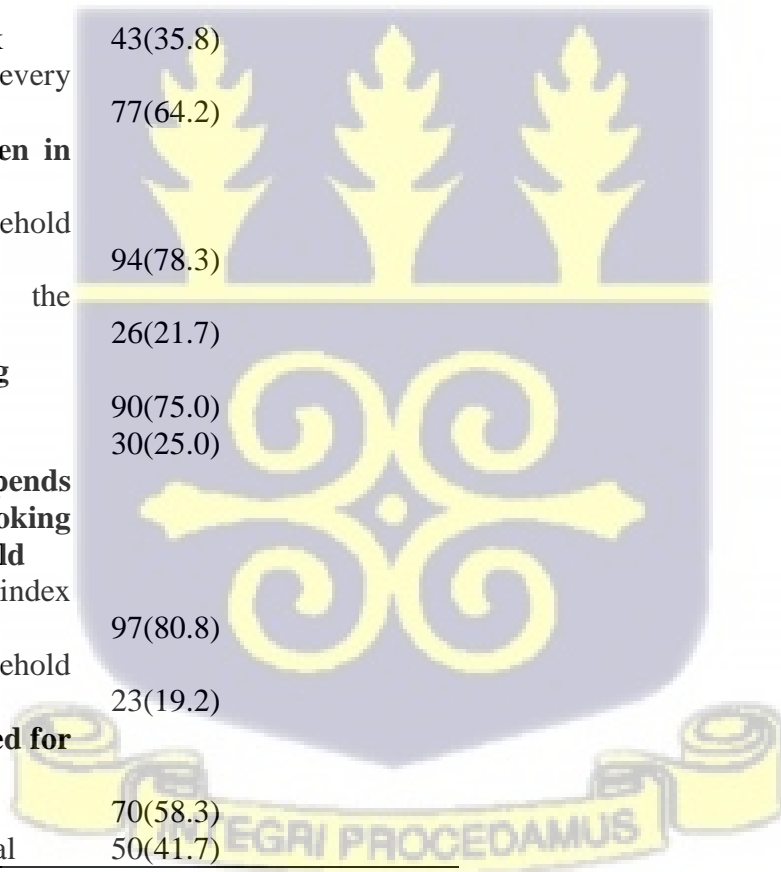 43(35.8)
every
77(64.2)
en in
ehold
94(78.3)
the
26(21.7)
g
90(75.0)
30(25.0)
pends
oking
ld
index
97(80.8)
ehold
23(19.2)
ed for
70(58.3)
al 50(41.7)
INTEGRI PROCEDAMUS